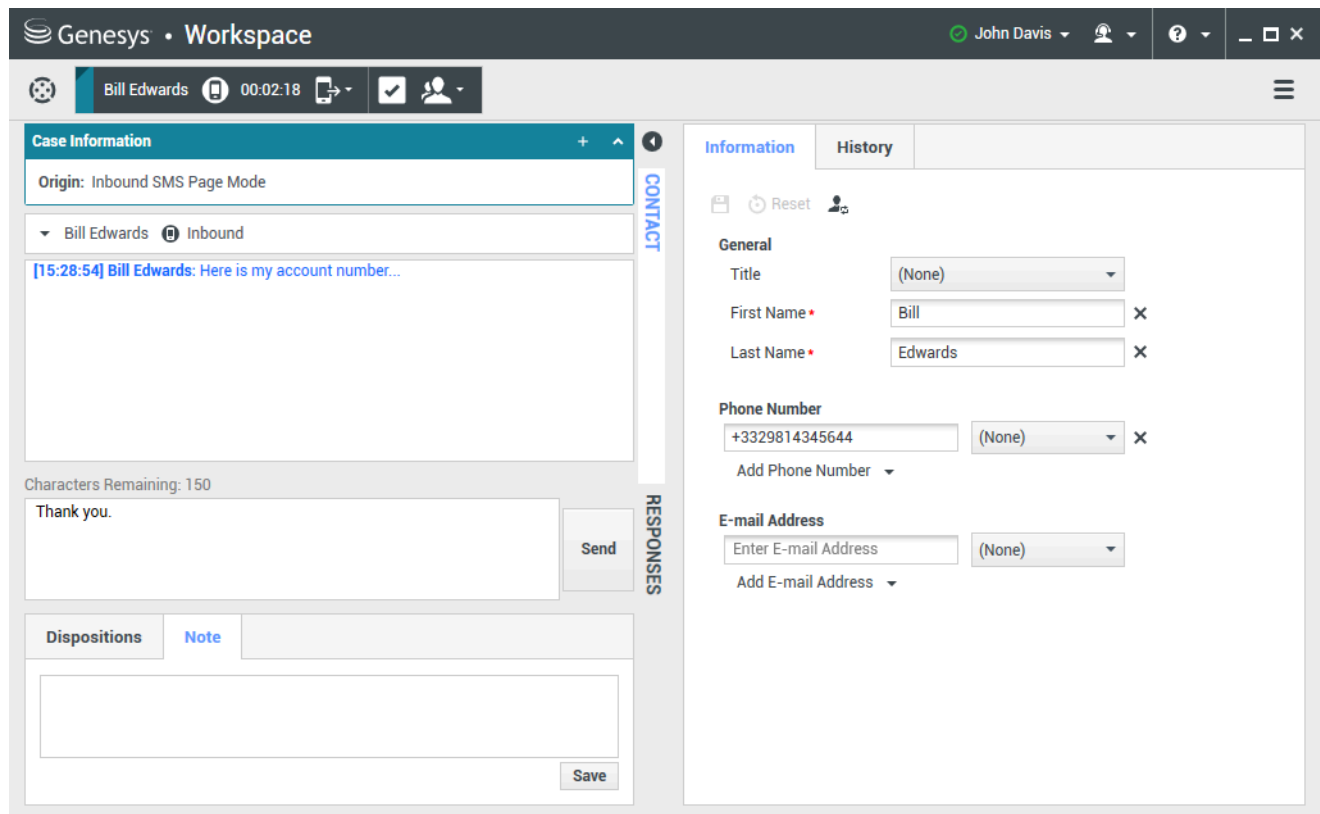 Genesys • Workspace
John Davis
Bill Edwards 00:02:18
Case Information
Origin: Inbound SMS Page Mode
Bill Edwards Inbound
[15:28:54] Bill Edwards: Here is my account number...
Characters Remaining: 150
Thank you.
Send
Dispositions Note
Save
CONTACT
RESPONSES
Information History
Reset
General
Title (None)
First Name* Bill
Last Name* Edwards
Phone Number
+3329814345644 (None)
Add Phone Number
E-mail Address
Enter E-mail Address (None)
Add E-mail Address